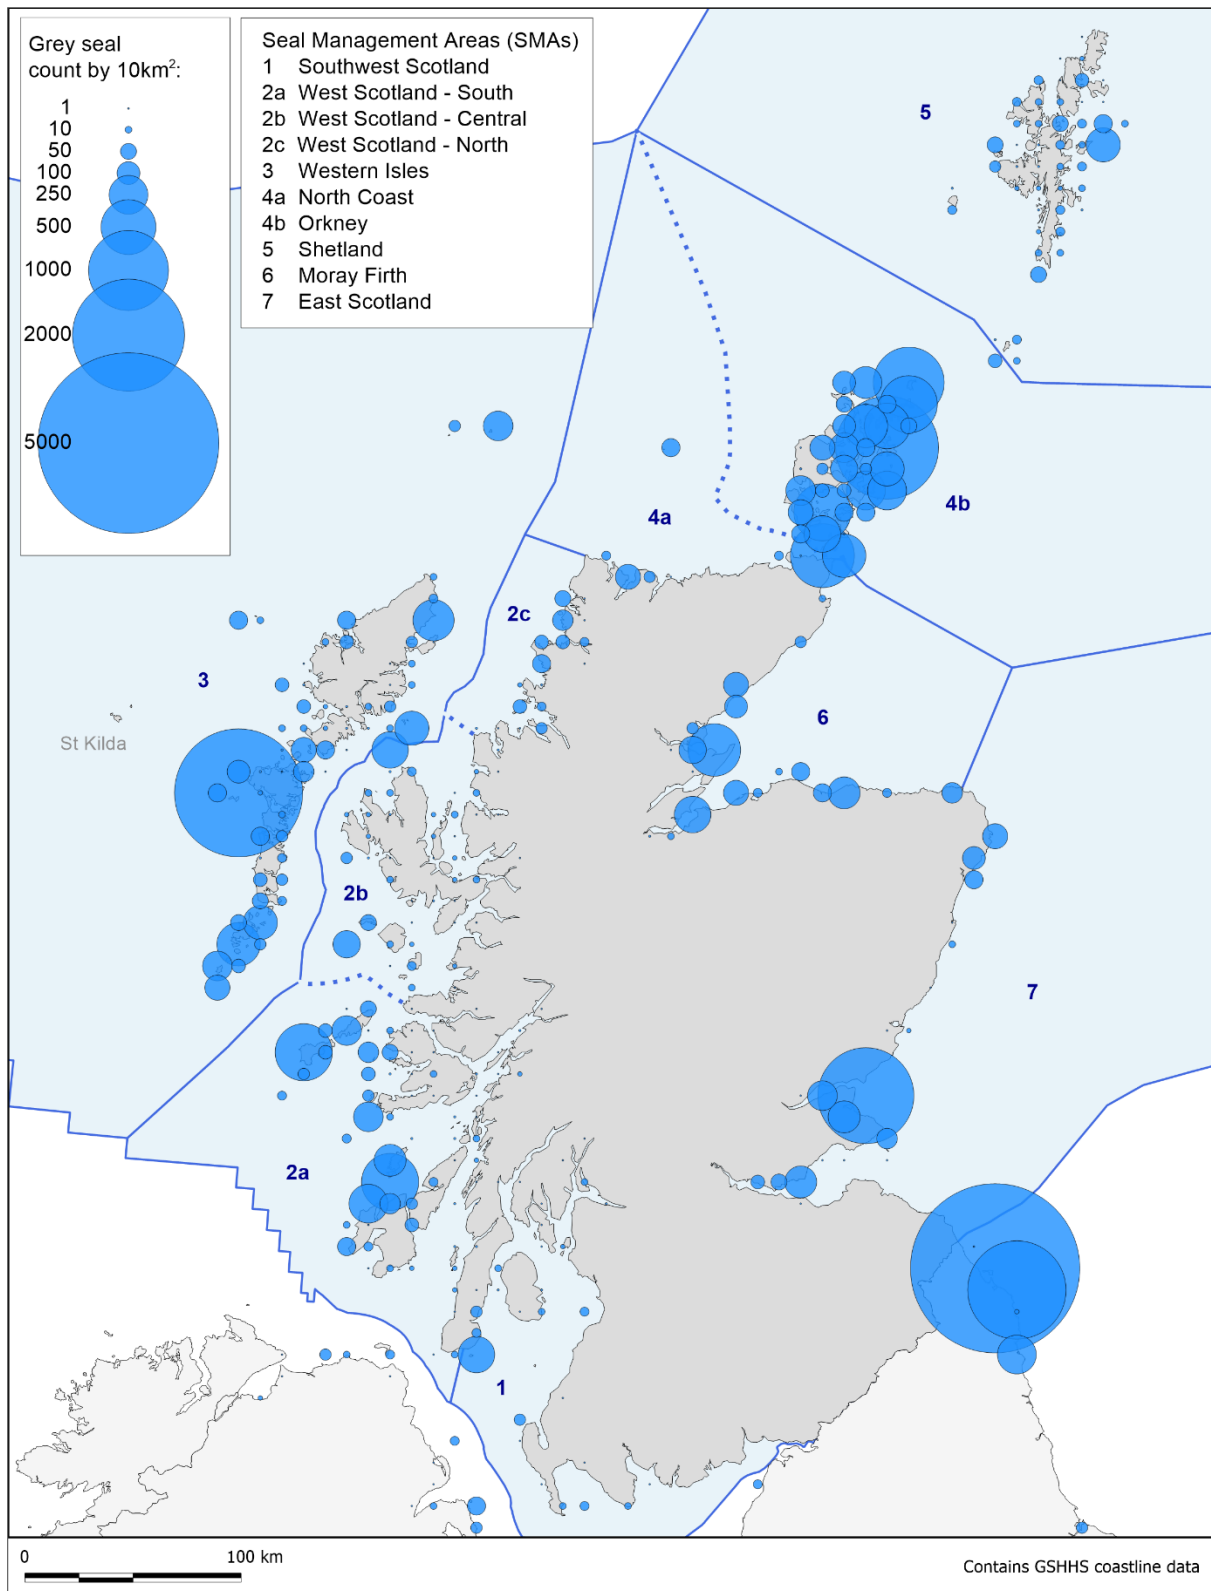 Grey seal
count by 10km²:
1
10
50
100
250
500
1000
2000
5000
Seal Management Areas (SMAs)
1 Southwest Scotland
2a West Scotland - South
2b West Scotland - Central
2c West Scotland - North
3 Western Isles
4a North Coast
4b Orkney
5 Shetland
6 Moray Firth
7 East Scotland
5
4a
4b
2c
3
6
St Kilda
2b
7
2a
1
0 100 km
Contains GSHHS coastline data